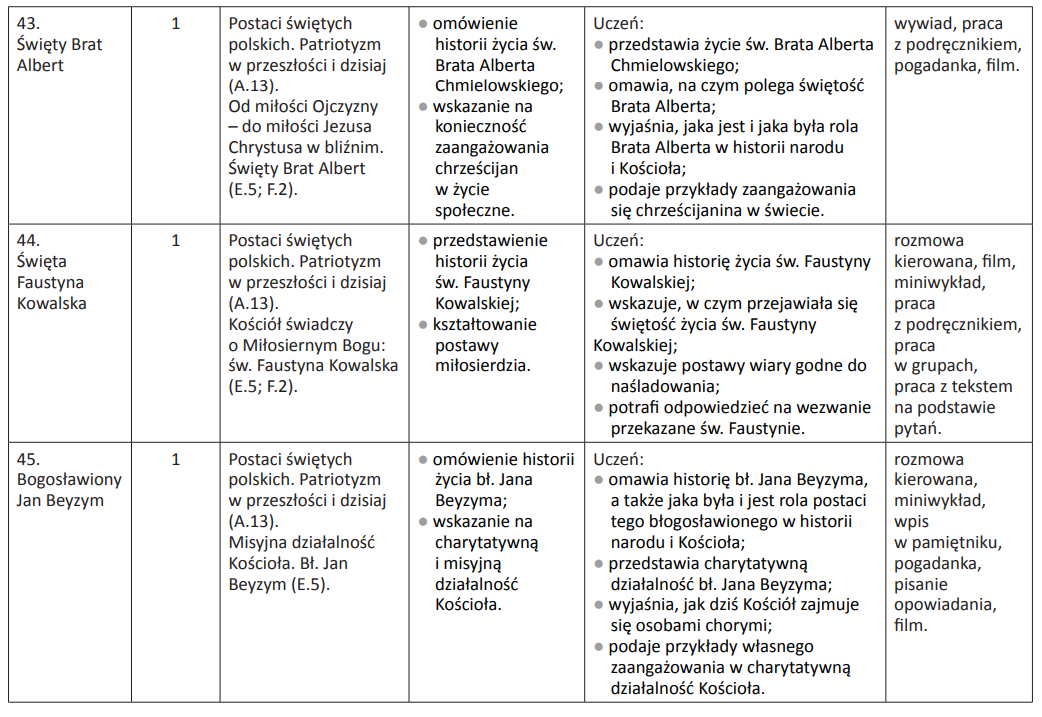 43.
Święty Brat
Albert
1
Postaci świętych
polskich. Patriotyzm
w przeszłości i dzisiaj
(A.13).
Od miłości Ojczyzny
– do miłości Jezusa
Chrystusa w bliźnim.
Święty Brat Albert
(E.5; F.2).
● omówienie
historii życia św.
Brata Alberta
Chmielowskiego;
● wskazanie na
konieczność
zaangażowania
chrześcijan
w życie
społeczne.
Uczeń:
● przedstawia życie św. Brata Alberta
Chmielowskiego;
● omawia, na czym polega świętość
Brata Alberta;
● wyjaśnia, jaka jest i jaka była rola
Brata Alberta w historii narodu
i Kościoła;
● podaje przykłady zaangażowania
się chrześcijanina w świecie.
wywiad, praca
z podręcznikiem,
pogadanka, film.
44.
Święta
Faustyna
Kowalska
1
Postaci świętych
polskich. Patriotyzm
w przeszłości i dzisiaj
(A.13).
Kościół świadczy
o Miłosiernym Bogu:
św. Faustyna Kowalska
(E.5; F.2).
● przedstawienie
historii życia
św. Faustyny
Kowalskiej;
● kształtowanie
postawy
miłosierdzia.
Uczeń:
● omawia historię życia św. Faustyny
Kowalskiej;
● wskazuje, w czym przejawiała się
świętość życia św. Faustyny
Kowalskiej;
● wskazuje postawy wiary godne do
naśladowania;
● potrafi odpowiedzieć na wezwanie
przekazane św. Faustynie.
rozmowa
kierowana, film,
miniwykład,
praca
z podręcznikiem,
praca
w grupach,
praca z tekstem
na podstawie
pytań.
45.
Bogosławiony
Jan Beyzym
1
Postaci świętych
polskich. Patriotyzm
w przeszłości i dzisiaj
(A.13).
Misyjna działalność
Kościoła. Bł. Jan
Beyzym (E.5).
● omówienie historii
życia bł. Jana
Beyzyma;
● wskazanie na
charytatywną
i misyjną
działalność
Kościoła.
Uczeń:
● omawia historię bł. Jana Beyzyma,
a także jaka była i jest rola postaci
tego błogosławionego w historii
narodu i Kościoła;
● przedstawia charytatywną
działalność bł. Jana Beyzyma;
● wyjaśnia, jak dziś Kościół zajmuje
się osobami chorymi;
● podaje przykłady własnego
zaangażowania w charytatywną
działalność Kościoła.
rozmowa
kierowana,
miniwykład,
wpis
w pamiętniku,
pogadanka,
pisanie
opowiadania,
film.